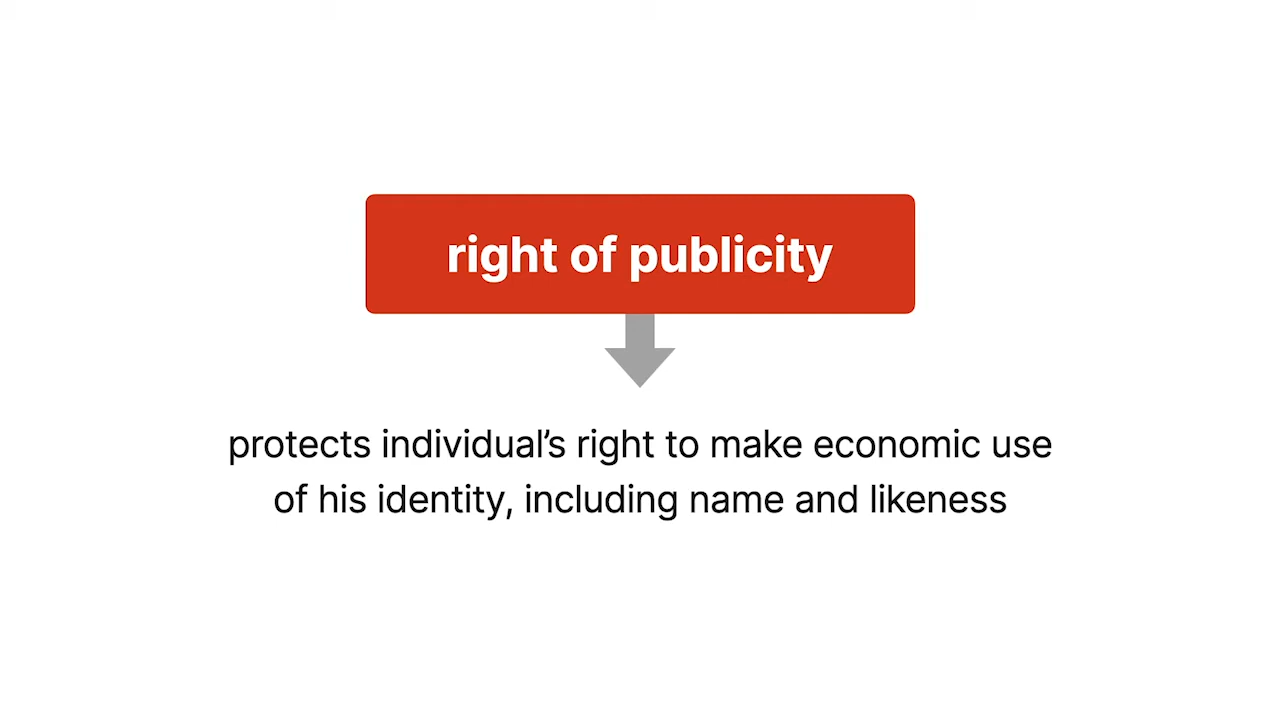 right of publicity
protects individual’s right to make economic use
of his identity, including name and likeness